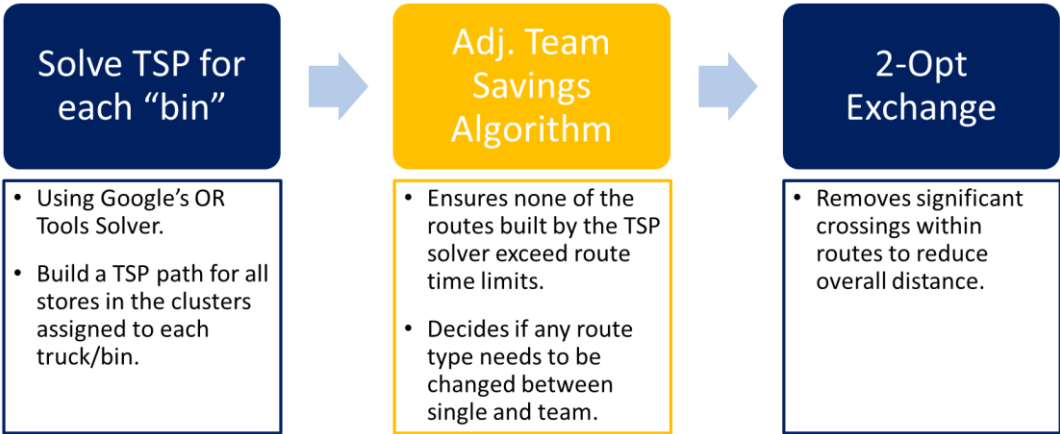 Solve TSP for
each “bin”
• Using Google’s OR
Tools Solver.
• Build a TSP path for all
stores in the clusters
assigned to each
truck/bin.
Adj. Team
Savings
Algorithm
• Ensures none of the
routes built by the TSP
solver exceed route
time limits.
• Decides if any route
type needs to be
changed between
single and team.
2-Opt
Exchange
• Removes significant
crossings within
routes to reduce
overall distance.